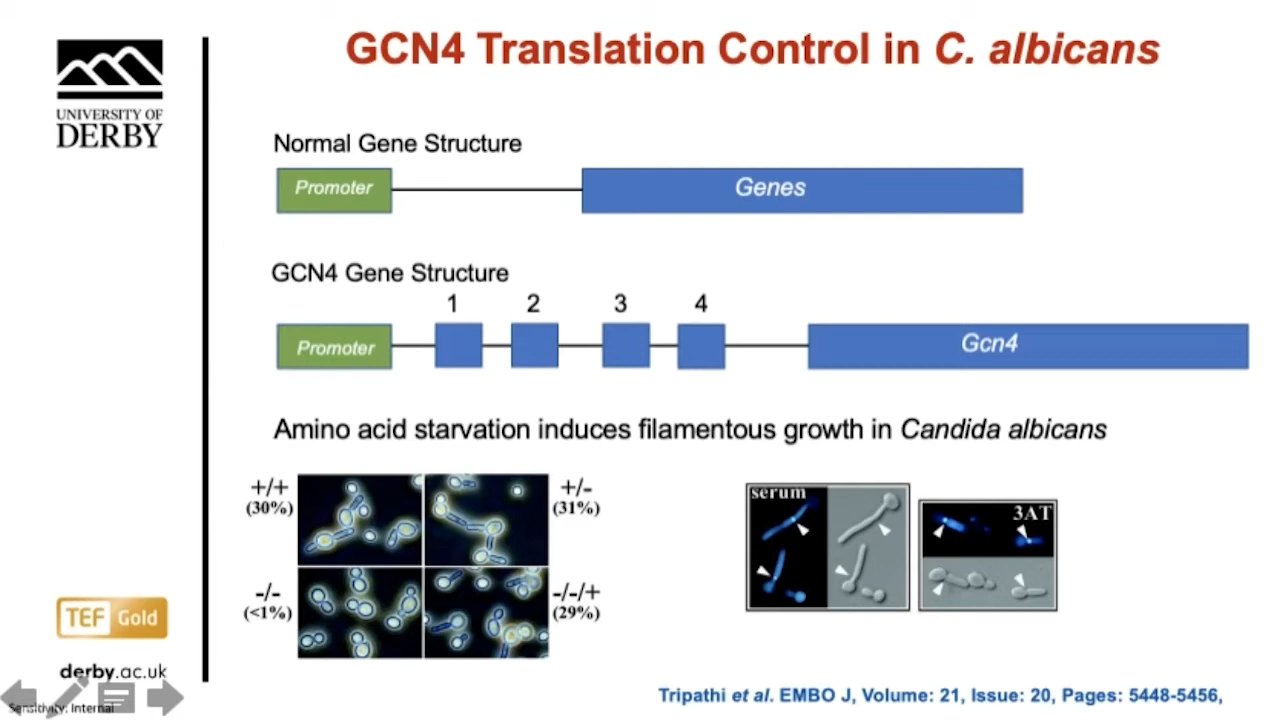 GCN4 Translation Control in C. albicans
UNIVERSITY OF
DERBY
Normal Gene Structure
Promoter
Genes
GCN4 Gene Structure
1 2 3 4
Promoter
Gcn4
Amino acid starvation induces filamentous growth in Candida albicans
+/+
(30%)
+/-
(31%)
-/-
(<1%)
-/-/+
(29%)
serum
3AT
TEF Gold
derby.ac.uk
Sensitivity: Internal
Tripathi et al. EMBO J, Volume: 21, Issue: 20, Pages: 5448-5456,